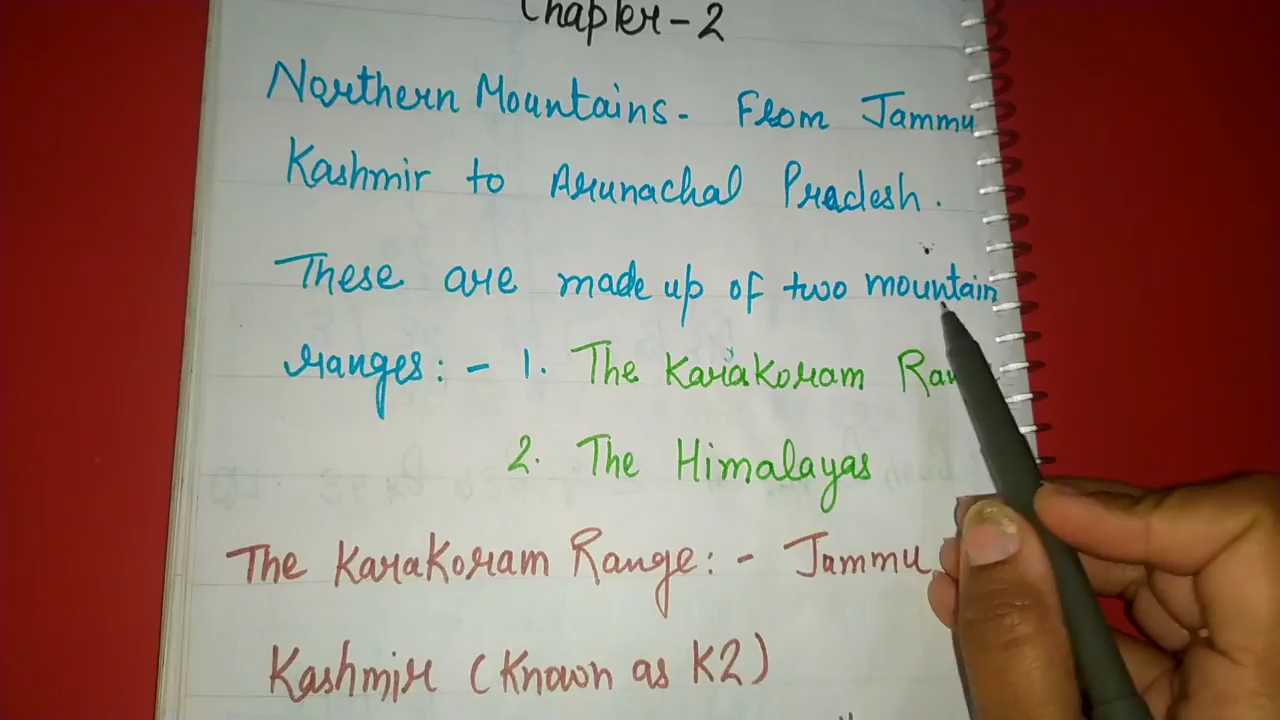 Chapter-2
Northern Mountains- From Jammu
Kashmir to Arunachal Pradesh.
These are made up of two mountain
ranges:- 1. The Karakoram
2. The Himalayas
The Karakoram Range:- Jammu
Kashmir (Known as K2)